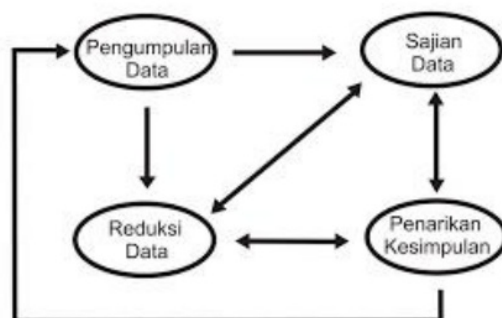 Pengumpulan
Data
Sajian
Data
Reduksi
Data
Penarikan
Kesimpulan